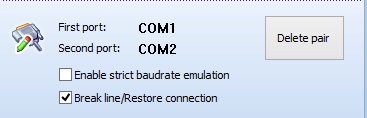 First port: COM1
Second port: COM2
Delete pair
Enable strict baudrate emulation
Break line/Restore connection